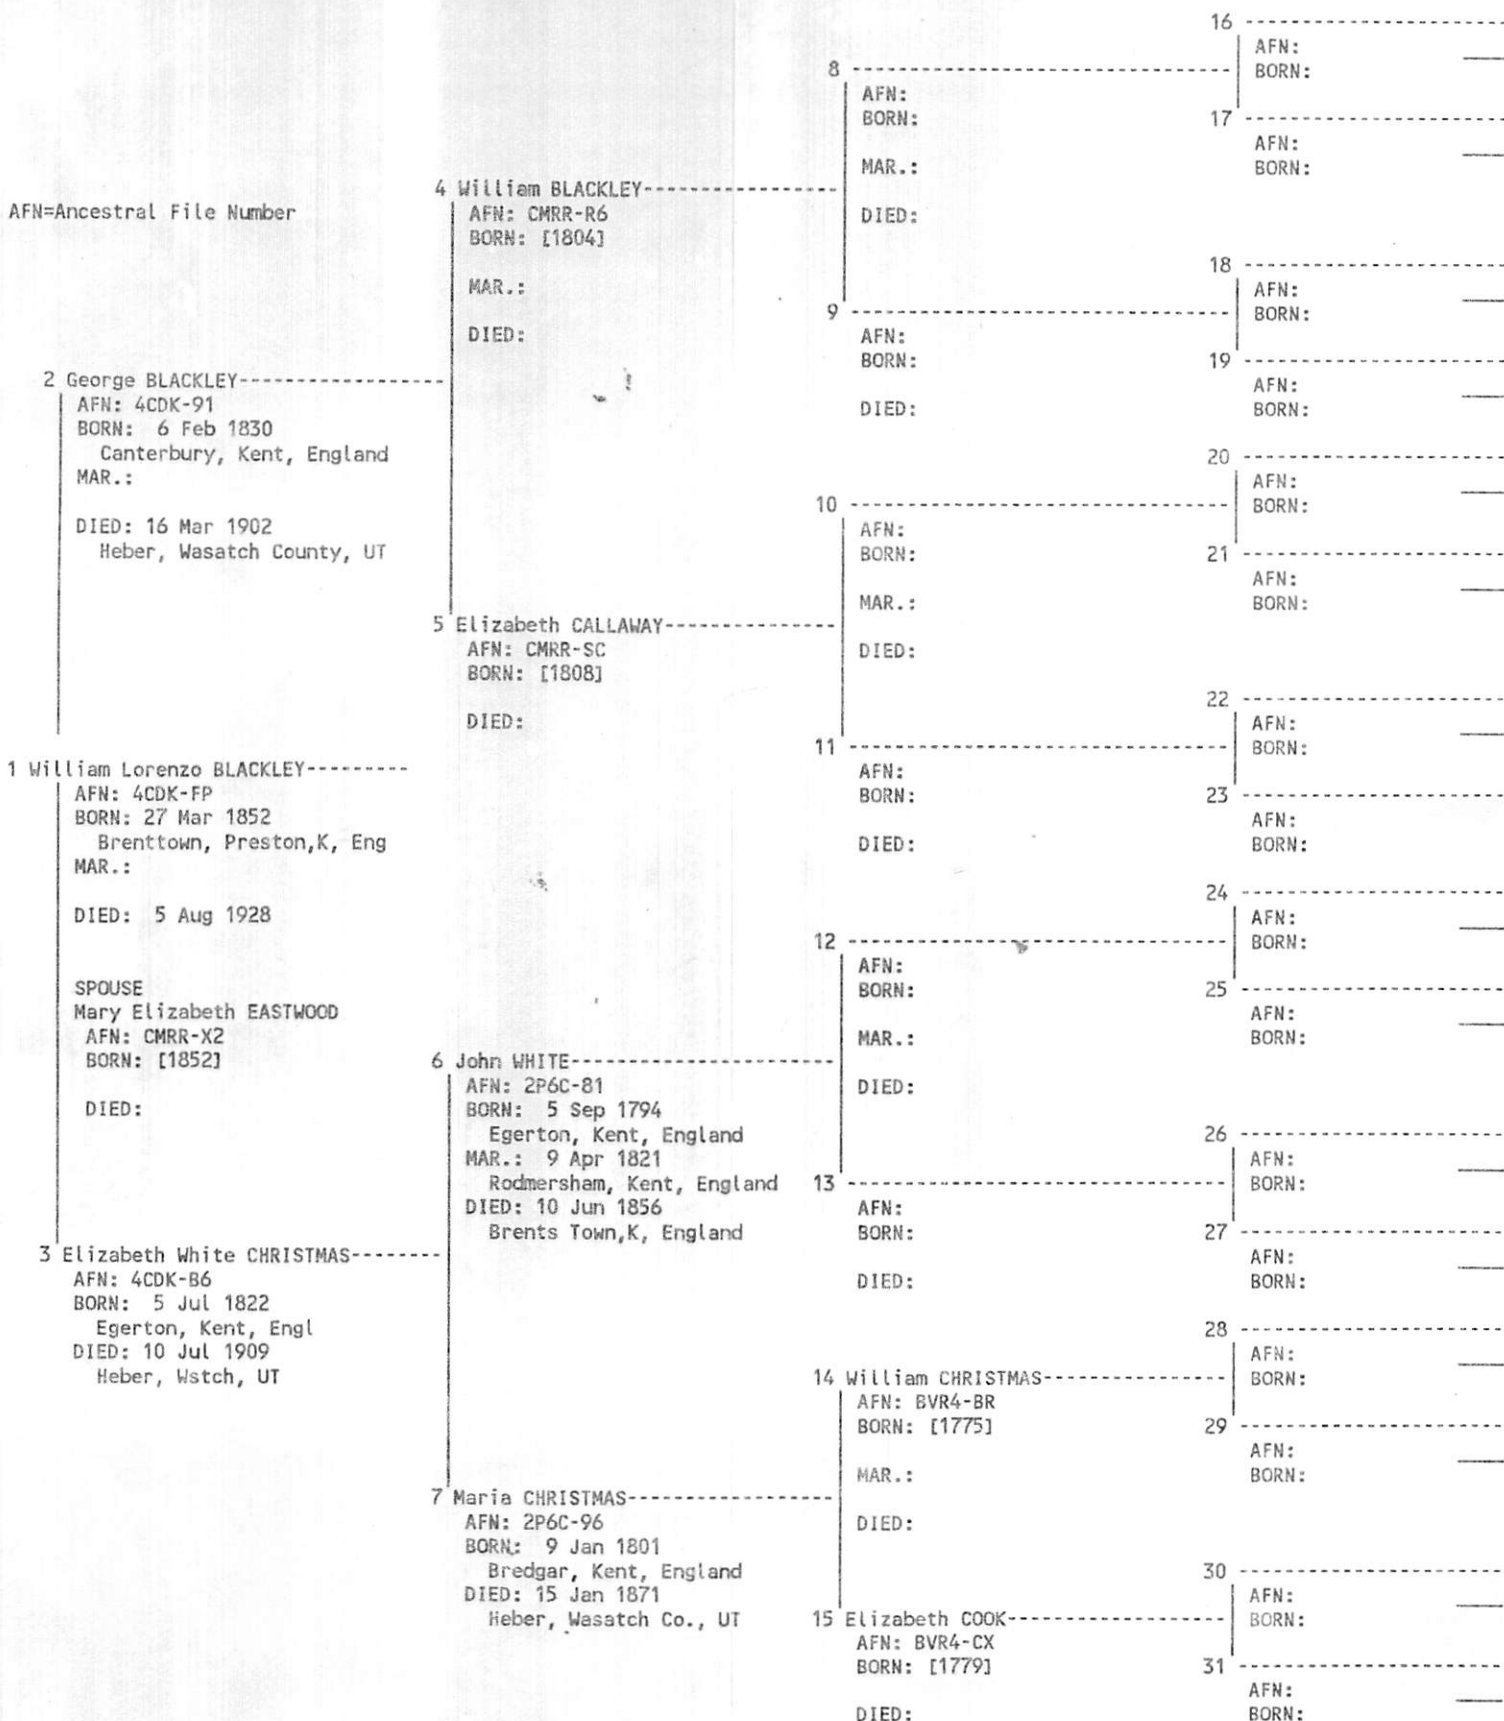 AFN=Ancestral File Number
1 William Lorenzo BLACKLEY---------
AFN: 4CDK-FP
BORN: 27 Mar 1852
Brenttown, Preston,K, Eng
MAR.:
DIED: 5 Aug 1928
SPOUSE
Mary Elizabeth EASTWOOD
AFN: CMRR-X2
BORN: [1852]
DIED:
2 George BLACKLEY-----------------
AFN: 4CDK-91
BORN: 6 Feb 1830
Canterbury, Kent, England
MAR.:
DIED: 16 Mar 1902
Heber, Wasatch County, UT
3 Elizabeth White CHRISTMAS--------
AFN: 4CDK-B6
BORN: 5 Jul 1822
Egerton, Kent, Engl
DIED: 10 Jul 1909
Heber, Wstch, UT
4 William BLACKLEY-----------------
AFN: CMRR-R6
BORN: [1804]
MAR.:
DIED:
5 Elizabeth CALLAWAY---------------
AFN: CMRR-SC
BORN: [1808]
DIED:
6 John WHITE-----------------------
AFN: 2P6C-81
BORN: 5 Sep 1794
Egerton, Kent, England
MAR.: 9 Apr 1821
Rodmersham, Kent, England
DIED: 10 Jun 1856
Brents Town,K, England
7 Maria CHRISTMAS------------------
AFN: 2P6C-96
BORN: 9 Jan 1801
Bredgar, Kent, England
DIED: 15 Jan 1871
Heber, Wasatch Co., UT
8
AFN:
BORN:
MAR.:
DIED:
9
AFN:
BORN:
DIED:
10
AFN:
BORN:
MAR.:
DIED:
11
AFN:
BORN:
DIED:
12
AFN:
BORN:
MAR.:
DIED:
13
AFN:
BORN:
DIED:
14 William CHRISTMAS----------------
AFN: BVR4-BR
BORN: [1775]
MAR.:
DIED:
15 Elizabeth COOK-------------------
AFN: BVR4-CX
BORN: [1779]
DIED:
16
AFN:
BORN:
17
AFN:
BORN:
18
AFN:
BORN:
19
AFN:
BORN:
20
AFN:
BORN:
21
AFN:
BORN:
22
AFN:
BORN:
23
AFN:
BORN:
24
AFN:
BORN:
25
AFN:
BORN:
26
AFN:
BORN:
27
AFN:
BORN:
28
AFN:
BORN:
29
AFN:
BORN:
30
AFN:
BORN:
31
AFN:
BORN: